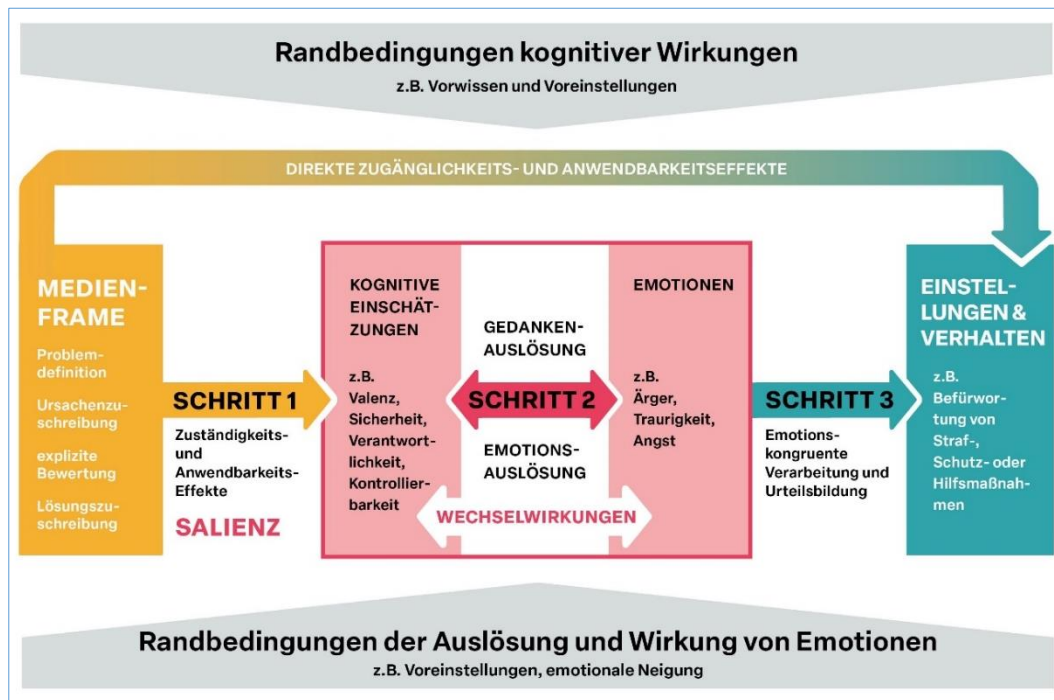 Randbedingungen kognitiver Wirkungen
z.B. Vorwissen und Voreinstellungen
DIREKTE ZUGÄNGLICHKEITS- UND ANWENDBARKEITSEFFEKTE
MEDIEN-
FRAME
Problem-
definition
Ursachenzu-
schreibung
explizite
Bewertung
Lösungszu-
schreibung
SCHRITT 1
Zuständigkeits-
und
Anwendbarkeits-
Effekte
SALIENZ
KOGNITIVE
EINSCHÄT-
ZUNGEN
z.B.
Valenz,
Sicherheit,
Verantwort-
lichkeit,
Kontrollier-
barkeit
GEDANKEN-
AUSLÖSUNG
SCHRITT 2
EMOTIONS-
AUSLÖSUNG
WECHSELWIRKUNGEN
EMOTIONEN
z.B.
Ärger,
Traurigkeit,
Angst
SCHRITT 3
Emotions-
kongruente
Verarbeitung und
Urteilsbildung
EINSTEL-
LUNGEN &
VERHALTEN
z.B.
Befürwor-
tung von
Straf-,
Schutz- oder
Hilfsmaßnah-
men
Randbedingungen der Auslösung und Wirkung von Emotionen
z.B. Voreinstellungen, emotionale Neigung